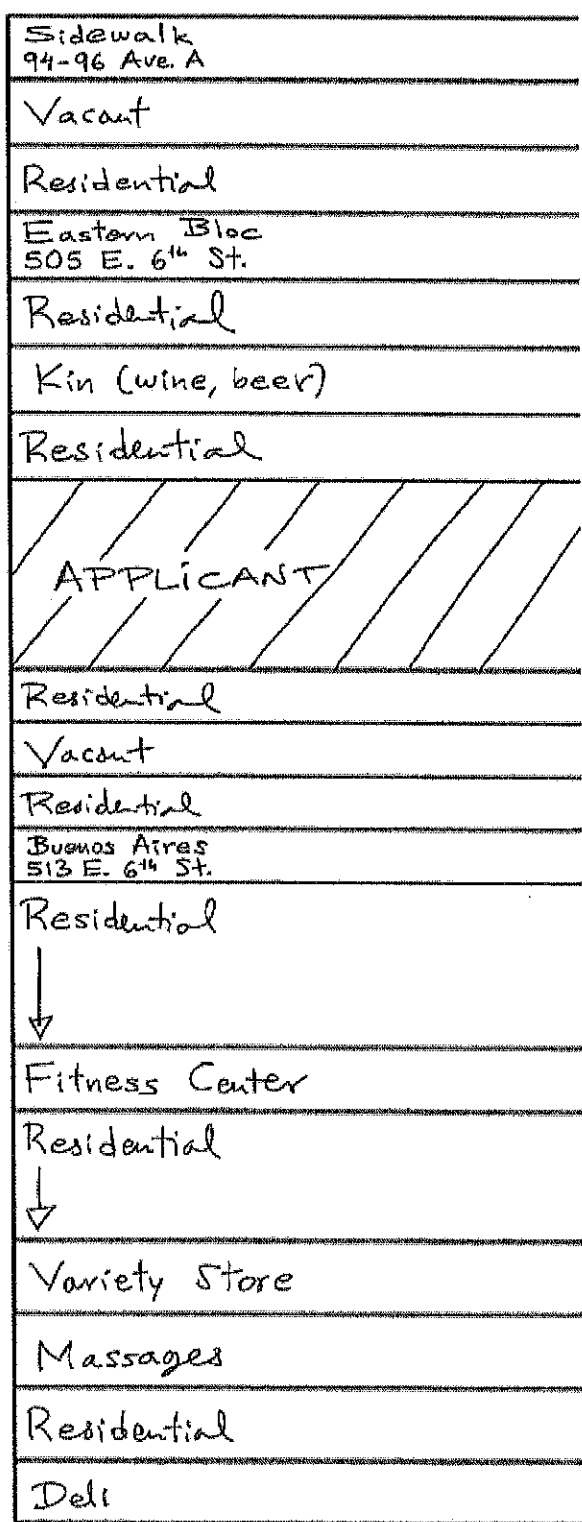 Sidewalk
94-96 Ave. A
Vacant
Residential
Eastern Bloc
505 E. 6th St.
Residential
Kin (wine, beer)
Residential
APPLICANT
Residential
Vacant
Residential
Buenos Aires
513 E. 6th St.
Residential
Fitness Center
Residential
Variety Store
Massages
Residential
Deli